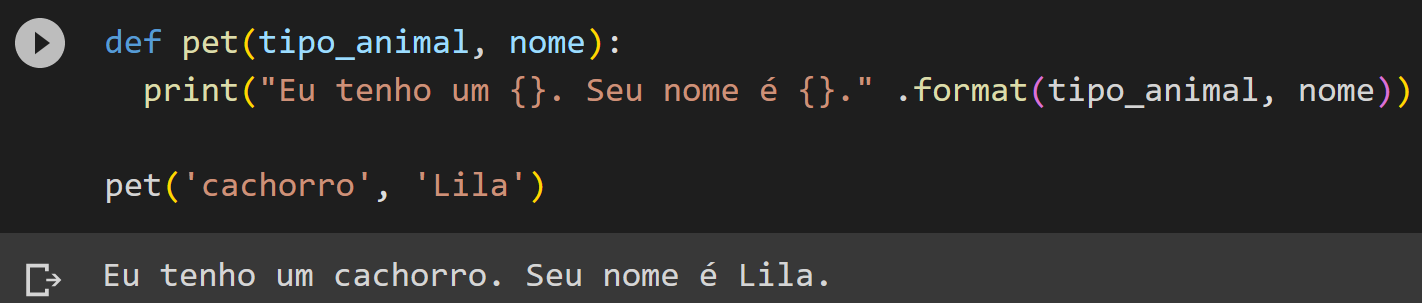 def pet(tipo_animal, nome):
  print("Eu tenho um {}. Seu nome é {}." .format(tipo_animal, nome))
pet('cachorro', 'Lila')
Eu tenho um cachorro. Seu nome é Lila.